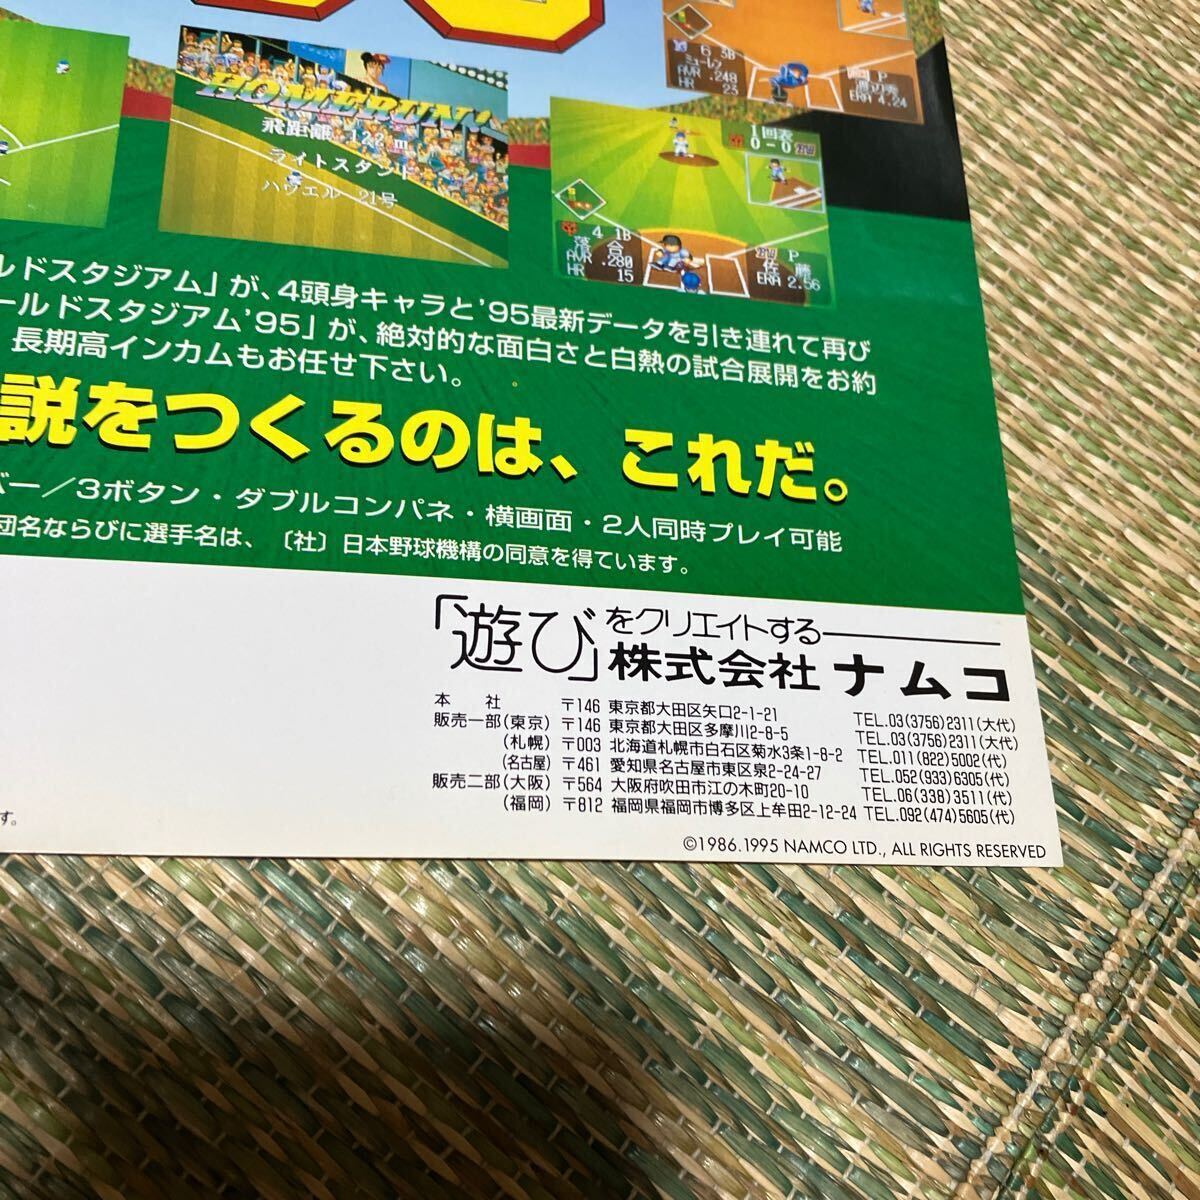 HOMERUN
飛距離 122m
ライトスタンド
ハウエル 21号
6 3B
ミューレン
AVR .248
HR 23
P
渡辺秀
ERA 4.24
1回表
0-0
4 1B
落合
AVR .280
HR 15
P
佐藤
ERA 2.56
ルドスタジアム」が、4頭身キャラと'95最新データを引き連れて再び
ールドスタジアム'95」が、絶対的な面白さと白熱の試合展開をお約
長期高インカムもお任せ下さい。
説をつくるのは、これだ。
バー/3ボタン・ダブルコンパネ・横画面・2人同時プレイ可能
団名ならびに選手名は、〔社〕日本野球機構の同意を得ています。
「遊び」をクリエイトする
株式会社 ナムコ
本 社 〒146 東京都大田区矢口2-1-21 TEL.03(3756)2311(大代)
販売一部(東京) 〒146 東京都大田区多摩川2-8-5 TEL.03(3756)2311(大代)
(札幌) 〒003 北海道札幌市白石区菊水3条1-8-2 TEL.011(822)5002(代)
(名古屋) 〒461 愛知県名古屋市東区泉2-24-27 TEL.052(933)6305(代)
販売二部(大阪) 〒564 大阪府吹田市江の木町20-10 TEL.06(338)3511(代)
(福岡) 〒812 福岡県福岡市博多区上牟田2-12-24 TEL.092(474)5605(代)
す。
©1986.1995 NAMCO LTD., ALL RIGHTS RESERVED